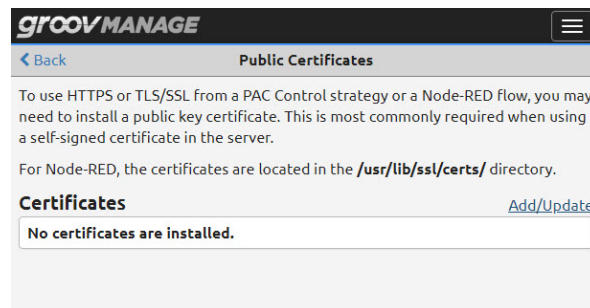 groov MANAGE
Back
Public Certificates
To use HTTPS or TLS/SSL from a PAC Control strategy or a Node-RED flow, you may
need to install a public key certificate. This is most commonly required when using
a self-signed certificate in the server.
For Node-RED, the certificates are located in the /usr/lib/ssl/certs/ directory.
Certificates
Add/Update
No certificates are installed.